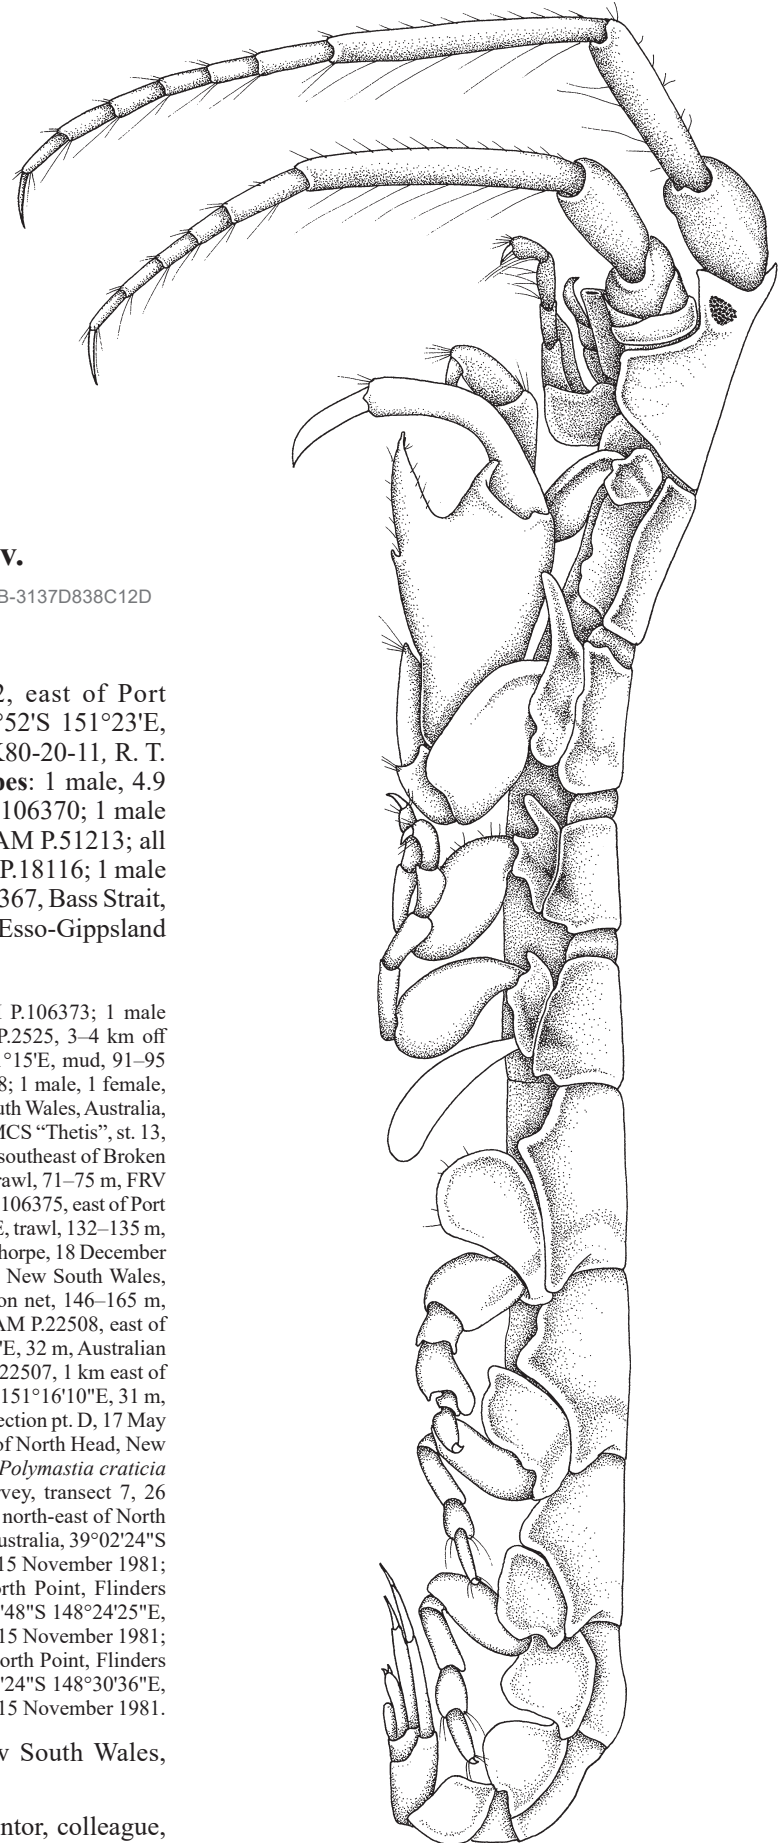 v.
B-3137D838C12D
2, east of Port
°52'S 151°23'E,
K80-20-11, R. T.
pes: 1 male, 4.9
106370; 1 male
AM P.51213; all
P.18116; 1 male
367, Bass Strait,
Esso-Gippsland
P.106373; 1 male
P.2525, 3–4 km off
°15'E, mud, 91–95
8; 1 male, 1 female,
uth Wales, Australia,
MCS “Thetis”, st. 13,
southeast of Broken
rawl, 71–75 m, FRV
106375, east of Port
E, trawl, 132–135 m,
horpe, 18 December
New South Wales,
on net, 146–165 m,
AM P.22508, east of
'E, 32 m, Australian
22507, 1 km east of
151°16'10"E, 31 m,
ection pt. D, 17 May
of North Head, New
Polymastia craticia
rvey, transect 7, 26
north-east of North
ustralia, 39°02'24"S
15 November 1981;
orth Point, Flinders
'48"S 148°24'25"E,
15 November 1981;
orth Point, Flinders
'24"S 148°30'36"E,
15 November 1981.
v South Wales,
ntor, colleague,